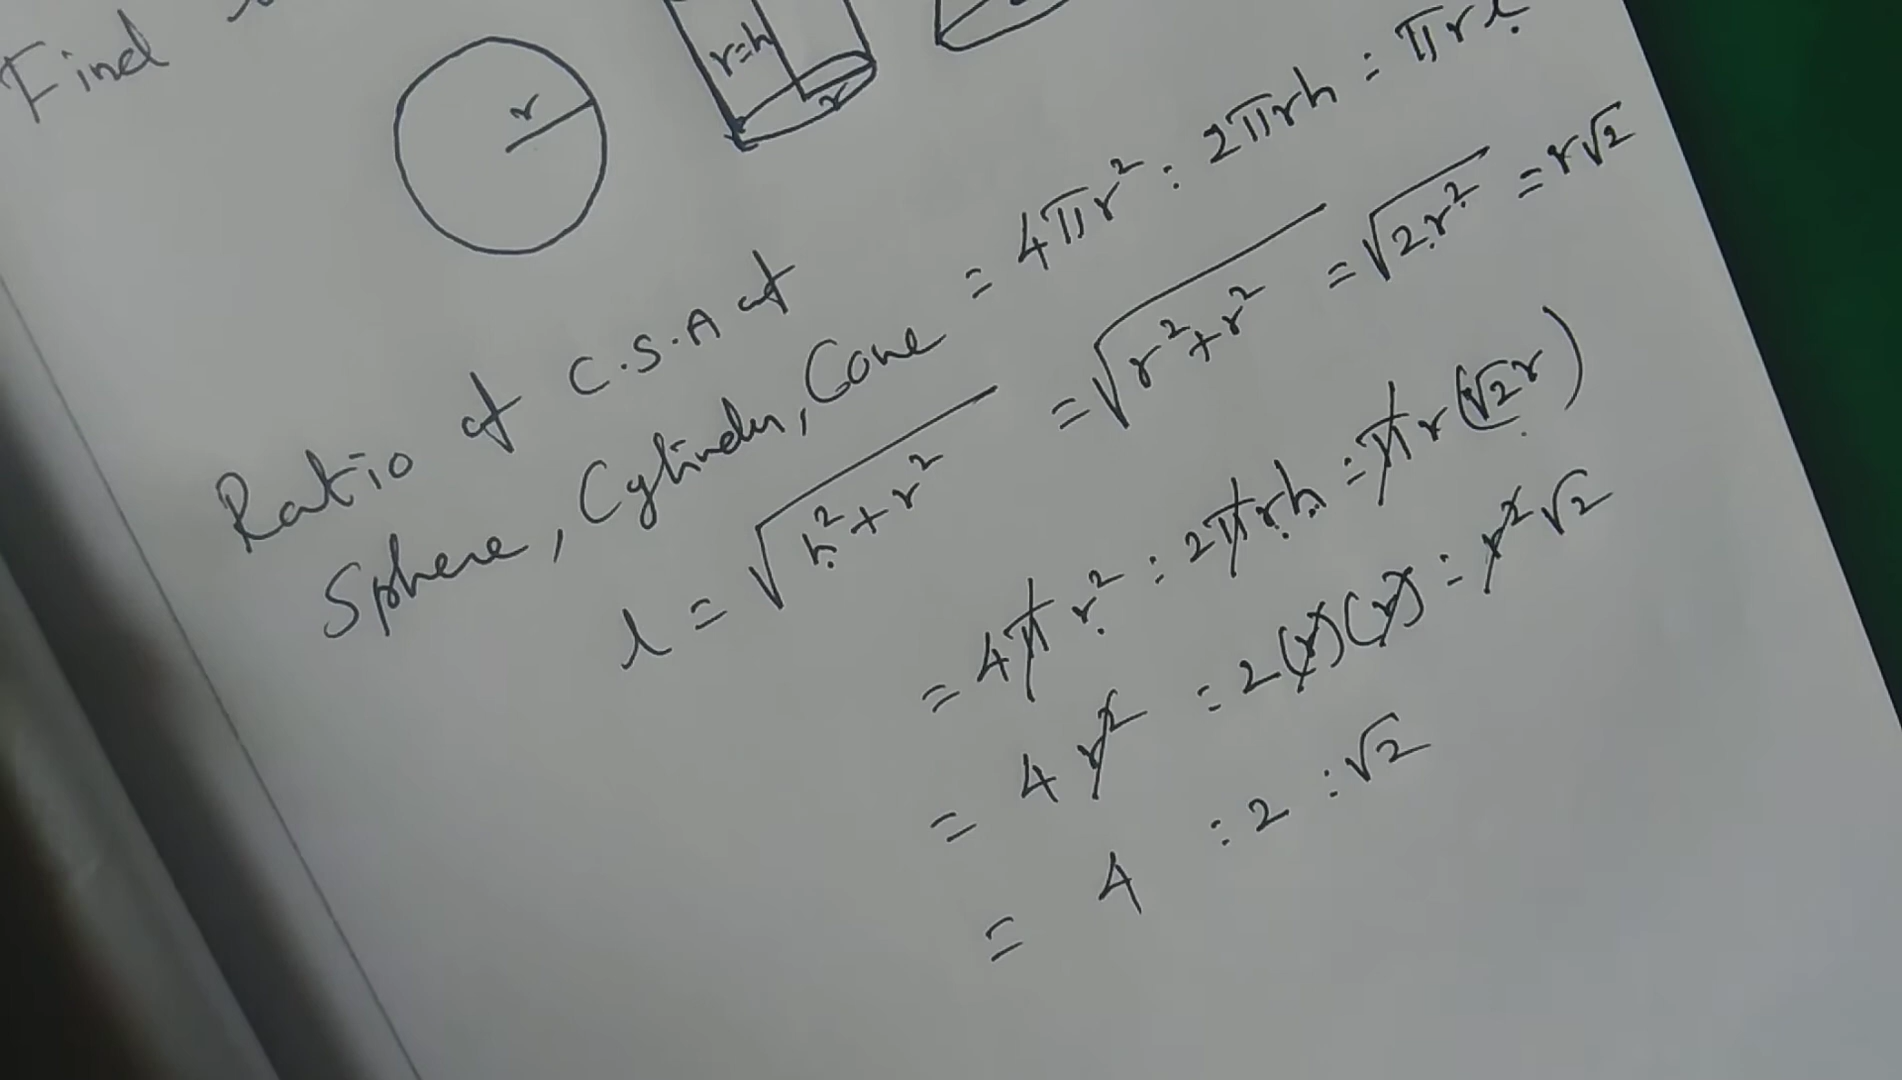 Find
r
r=h
r
Ratio of C.S.A of
Sphere, Cylinder, Cone = 4πr² : 2πrh : πrl
l = √h²+r² = √r²+r² = √2r² = r√2
= 4πr² : 2πrh : πr(√2r)
= 4r² : 2(r)(r) : r²√2
= 4 : 2 : √2